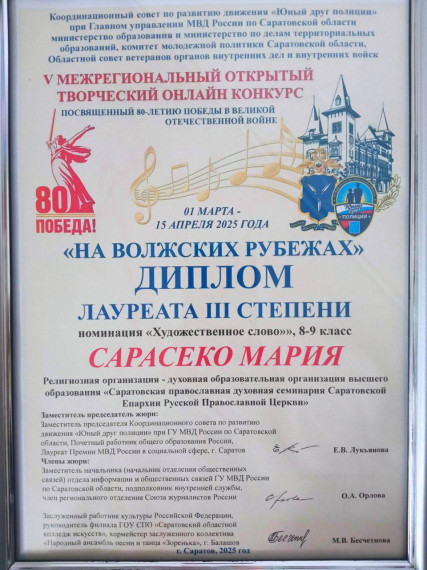 Координационный совет по развитию движения «Юный друг полиции»
при Главном управлении МВД России по Саратовской области
министерство образования и министерство по делам территориальных
образований, комитет молодежной политики Саратовской области,
Областной совет ветеранов органов внутренних дел и внутренних войск
V МЕЖРЕГИОНАЛЬНЫЙ ОТКРЫТЫЙ
ТВОРЧЕСКИЙ ОНЛАЙН КОНКУРС
ПОСВЯЩЕННЫЙ 80-ЛЕТИЮ ПОБЕДЫ В ВЕЛИКОЙ
ОТЕЧЕСТВЕННОЙ ВОЙНЕ
80
ПОБЕДА!
01 МАРТА -
15 АПРЕЛЯ 2025 ГОДА
ПОЛИЦИИ
«НА ВОЛЖСКИХ РУБЕЖАХ»
ДИПЛОМ
ЛАУРЕАТА III СТЕПЕНИ
номинация «Художественное слово»», 8-9 класс
САРАСЕКО МАРИЯ
Религиозная организация - духовная образовательная организация высшего
образования «Саратовская православная духовная семинария Саратовской
Епархии Русской Православной Церкви»
Заместитель председатель жюри:
Заместитель председателя Координационного совета по развитию
движения «Юный друг полиции» при ГУ МВД России по Саратовской
области, Почетный работник общего образования России,
Лауреат Премии МВД России в социальной сфере, г. Саратов
Е.В. Лукьянова
Члены жюри:
Заместитель начальника (начальник отделения общественных
связей) отдела информации и общественных связей ГУ МВД России
по Саратовской области, подполковник внутренней службы,
член регионального отделения Союза журналистов России
О.А. Орлова
Заслуженный работник культуры Российской Федерации,
руководитель филиала ГОУ СПО «Саратовский областной
колледж искусств», хормейстер заслуженного коллектива
«Народный ансамбль песни и танца «Зоренька», г. Балашов
М.В. Бесчетнова
г. Саратов, 2025 год